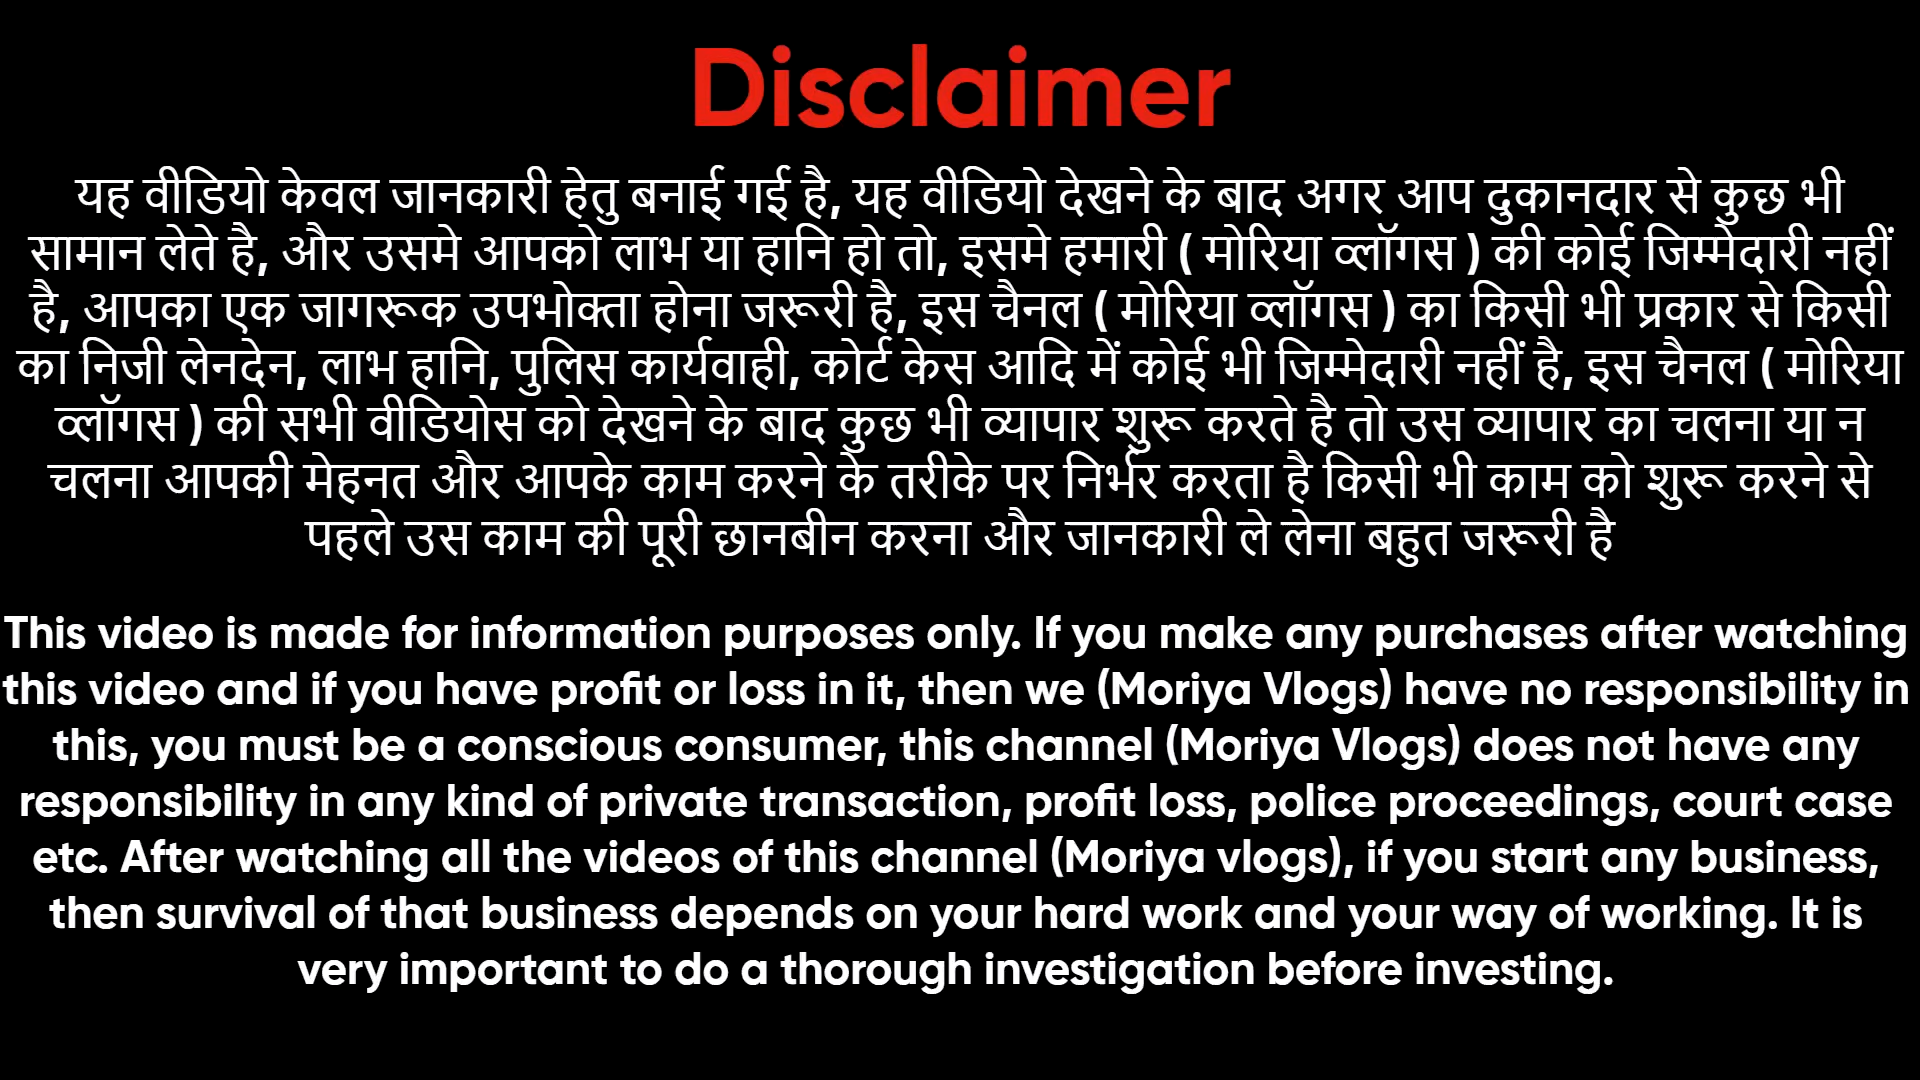 Disclaimer
यह वीडियो केवल जानकारी हेतु बनाई गई है, यह वीडियो देखने के बाद अगर आप दुकानदार से कुछ भी
सामान लेते है, और उसमे आपको लाभ या हानि हो तो, इसमे हमारी ( मोरिया व्लॉगस ) की कोई जिम्मेदारी नहीं
है, आपका एक जागरूक उपभोक्ता होना जरूरी है, इस चैनल ( मोरिया व्लॉगस ) का किसी भी प्रकार से किसी
का निजी लेनदेन, लाभ हानि, पुलिस कार्यवाही, कोर्ट केस आदि में कोई भी जिम्मेदारी नहीं है, इस चैनल ( मोरिया
व्लॉगस ) की सभी वीडियोस को देखने के बाद कुछ भी व्यापार शुरू करते है तो उस व्यापार का चलना या न
चलना आपकी मेहनत और आपके काम करने के तरीके पर निर्भर करता है किसी भी काम को शुरू करने से
पहले उस काम की पूरी छानबीन करना और जानकारी ले लेना बहुत जरूरी है
This video is made for information purposes only. If you make any purchases after watching
this video and if you have profit or loss in it, then we (Moriya Vlogs) have no responsibility in
this, you must be a conscious consumer, this channel (Moriya Vlogs) does not have any
responsibility in any kind of private transaction, profit loss, police proceedings, court case
etc. After watching all the videos of this channel (Moriya vlogs), if you start any business,
then survival of that business depends on your hard work and your way of working. It is
very important to do a thorough investigation before investing.